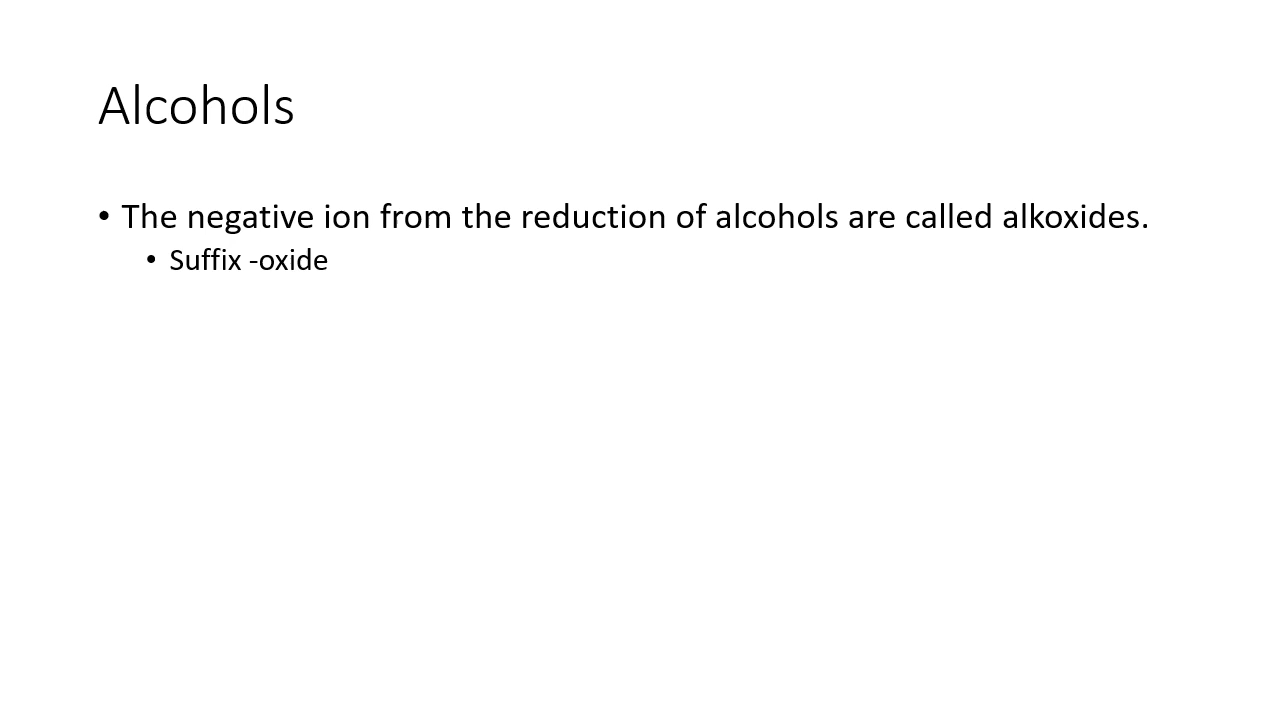 Alcohols
• The negative ion from the reduction of alcohols are called alkoxides.
• Suffix -oxide